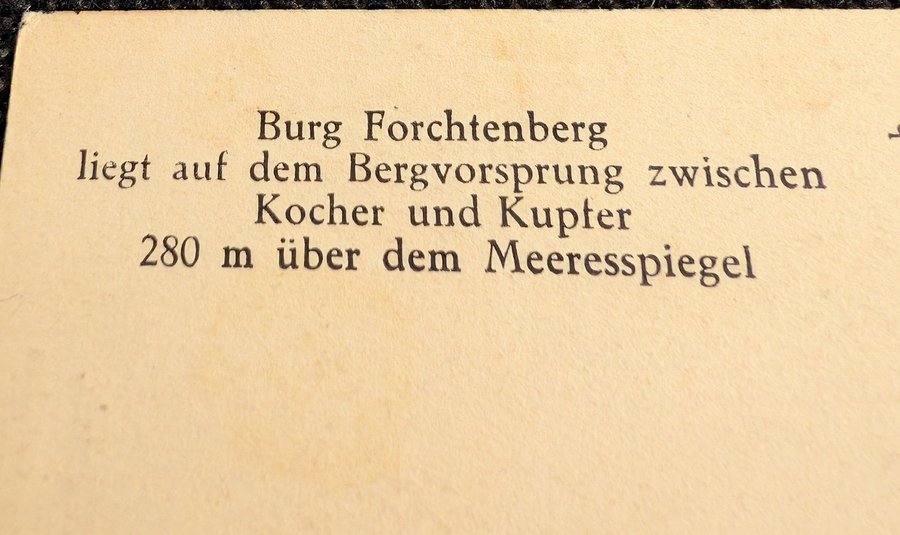 Burg Forchtenberg
liegt auf dem Bergvorsprung zwischen
Kocher und Kupfer
280 m über dem Meeresspiegel